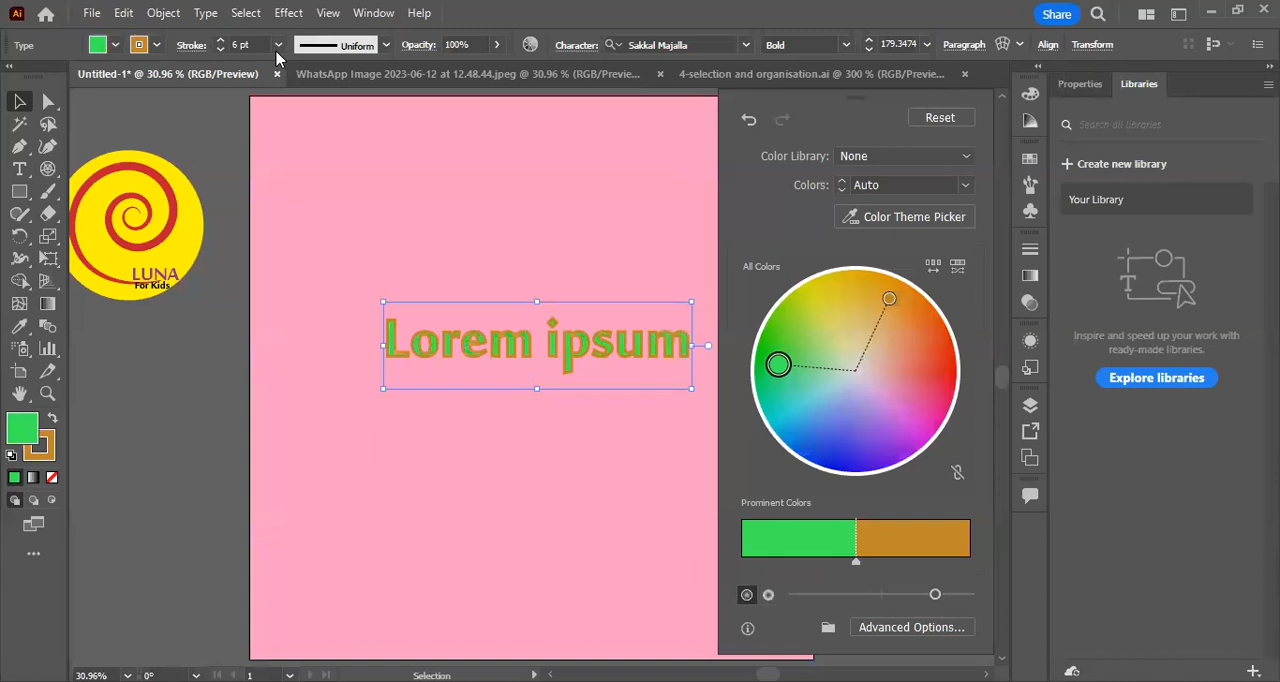 Ai File Edit Object Type Select Effect View Window Help Share
Type Stroke: 6 pt Uniform Opacity: 100% Character: Sakkal Majalla Bold 179.3474 Paragraph Align Transform
Untitled-1* @ 30.96 % (RGB/Preview) × WhatsApp Image 2023-06-12 at 12.48.44.jpeg @ 30.96 % (RGB/Previe... × 4-selection and organisation.ai @ 300 % (RGB/Preview... ×
Properties Libraries
Reset
Search all libraries
Color Library: None
Create new library
Colors: Auto
Your Library
Color Theme Picker
All Colors
LUNA
For Kids
Lorem ipsum
Inspire and speed up your work with
ready-made libraries.
Explore libraries
Prominent Colors
Advanced Options...
30.96% 0° 1 Selection